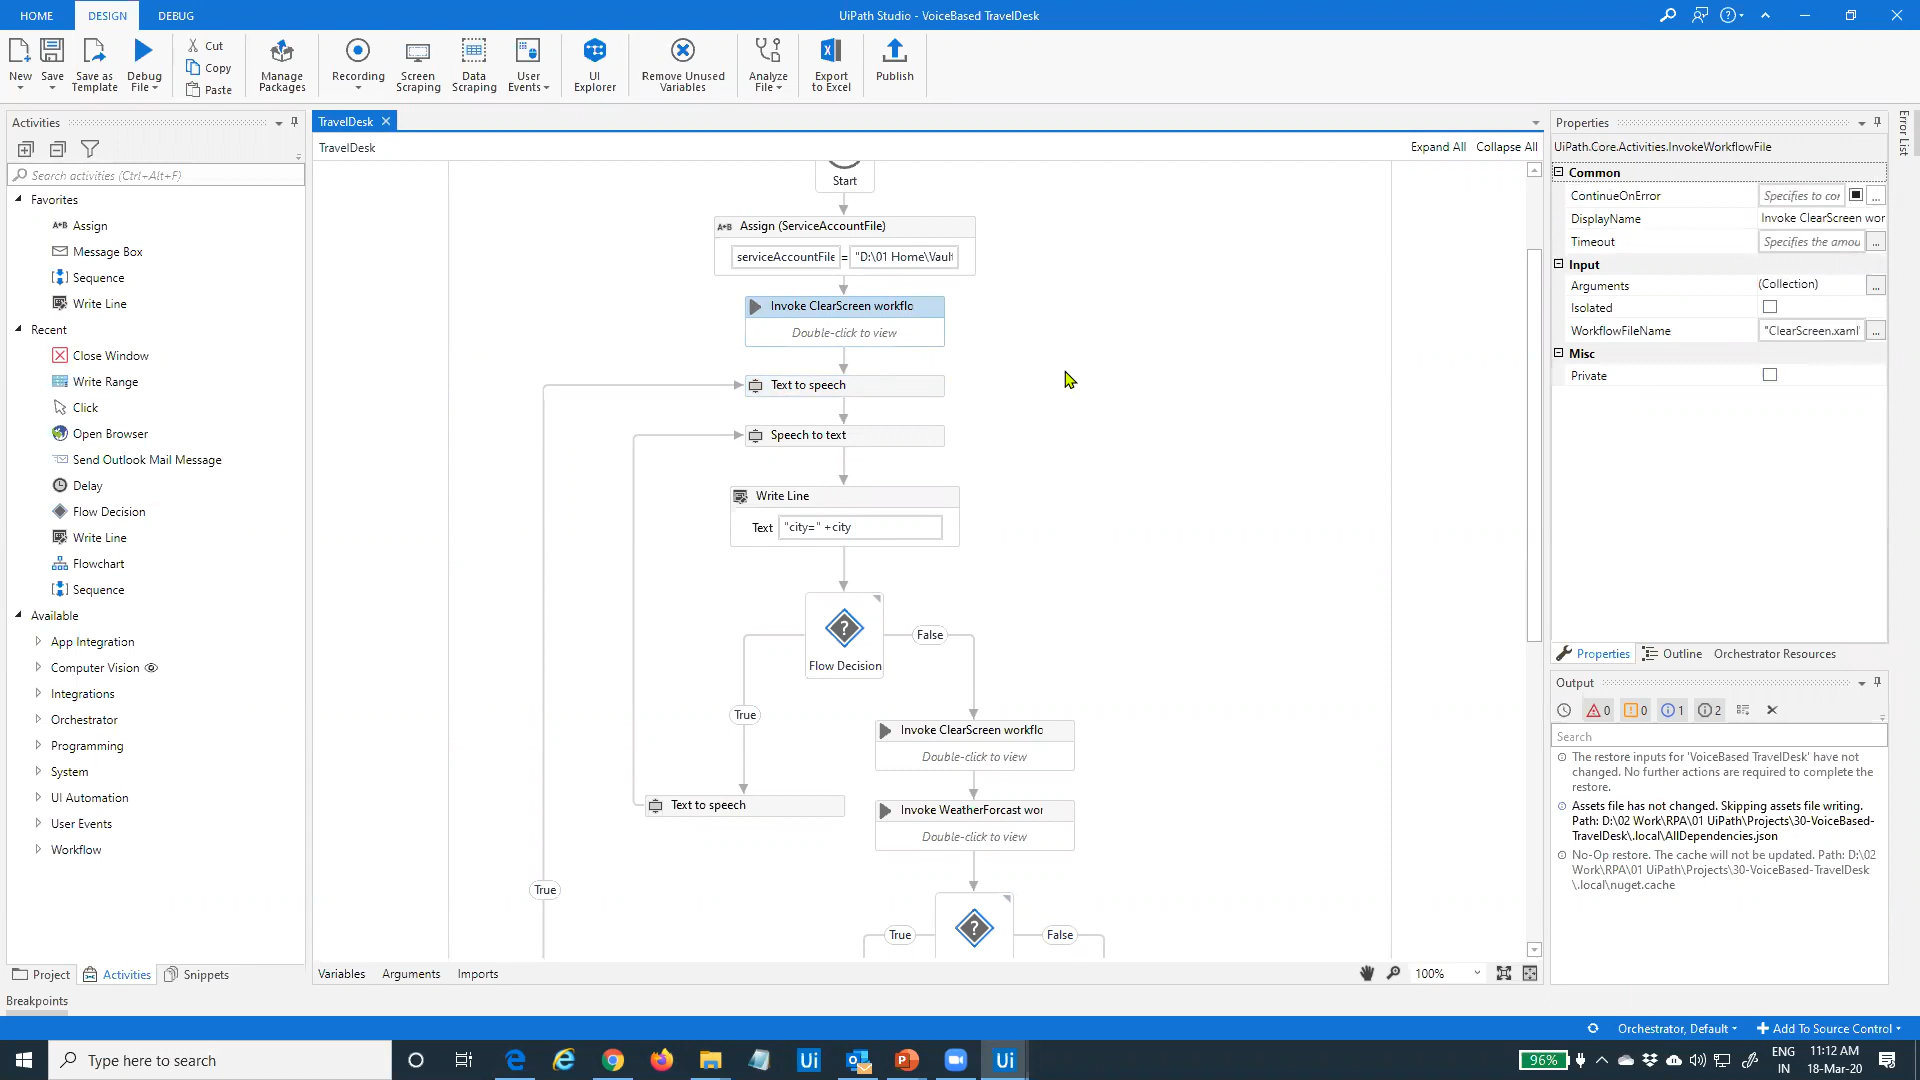 HOME
DESIGN
DEBUG
UiPath Studio - VoiceBased TravelDesk
New
Save
Save as
Template
Debug
File
Cut
Copy
Paste
Manage
Packages
Recording
Screen
Scraping
Data
Scraping
User
Events
UI
Explorer
Remove Unused
Variables
Analyze
File
Export
to Excel
Publish
Activities
Search activities (Ctrl+Alt+F)
Favorites
Assign
Message Box
Sequence
Write Line
Recent
Close Window
Write Range
Click
Open Browser
Send Outlook Mail Message
Delay
Flow Decision
Write Line
Flowchart
Sequence
Available
App Integration
Computer Vision
Integrations
Orchestrator
Programming
System
UI Automation
User Events
Workflow
Project
Activities
Snippets
Breakpoints
TravelDesk
TravelDesk
Expand All
Collapse All
Start
A+B Assign (ServiceAccountFile)
serviceAccountFile = "D:\01 Home\Vault
Invoke ClearScreen workflo
Double-click to view
Text to speech
Speech to text
Write Line
Text "city=" +city
Flow Decision
False
True
Invoke ClearScreen workflo
Double-click to view
Text to speech
Invoke WeatherForcast wor
Double-click to view
True
True
False
Variables
Arguments
Imports
100%
Properties
UiPath.Core.Activities.InvokeWorkflowFile
Common
ContinueOnError Specifies to cor ...
DisplayName Invoke ClearScreen wor
Timeout Specifies the amou ...
Input
Arguments (Collection) ...
Isolated
WorkflowFileName "ClearScreen.xaml" ...
Misc
Private
Properties
Outline
Orchestrator Resources
Output
0
0
1
2
Search
The restore inputs for 'VoiceBased TravelDesk' have not
changed. No further actions are required to complete the
restore.
Assets file has not changed. Skipping assets file writing.
Path: D:\02 Work\RPA\01 UiPath\Projects\30-VoiceBased-
TravelDesk\.local\AllDependencies.json
No-Op restore. The cache will not be updated. Path: D:\02
Work\RPA\01 UiPath\Projects\30-VoiceBased-TravelDesk
\.local\nuget.cache
Error List
Orchestrator, Default
Add To Source Control
Type here to search
Ui
Ui
96%
ENG
IN
11:12 AM
18-Mar-20